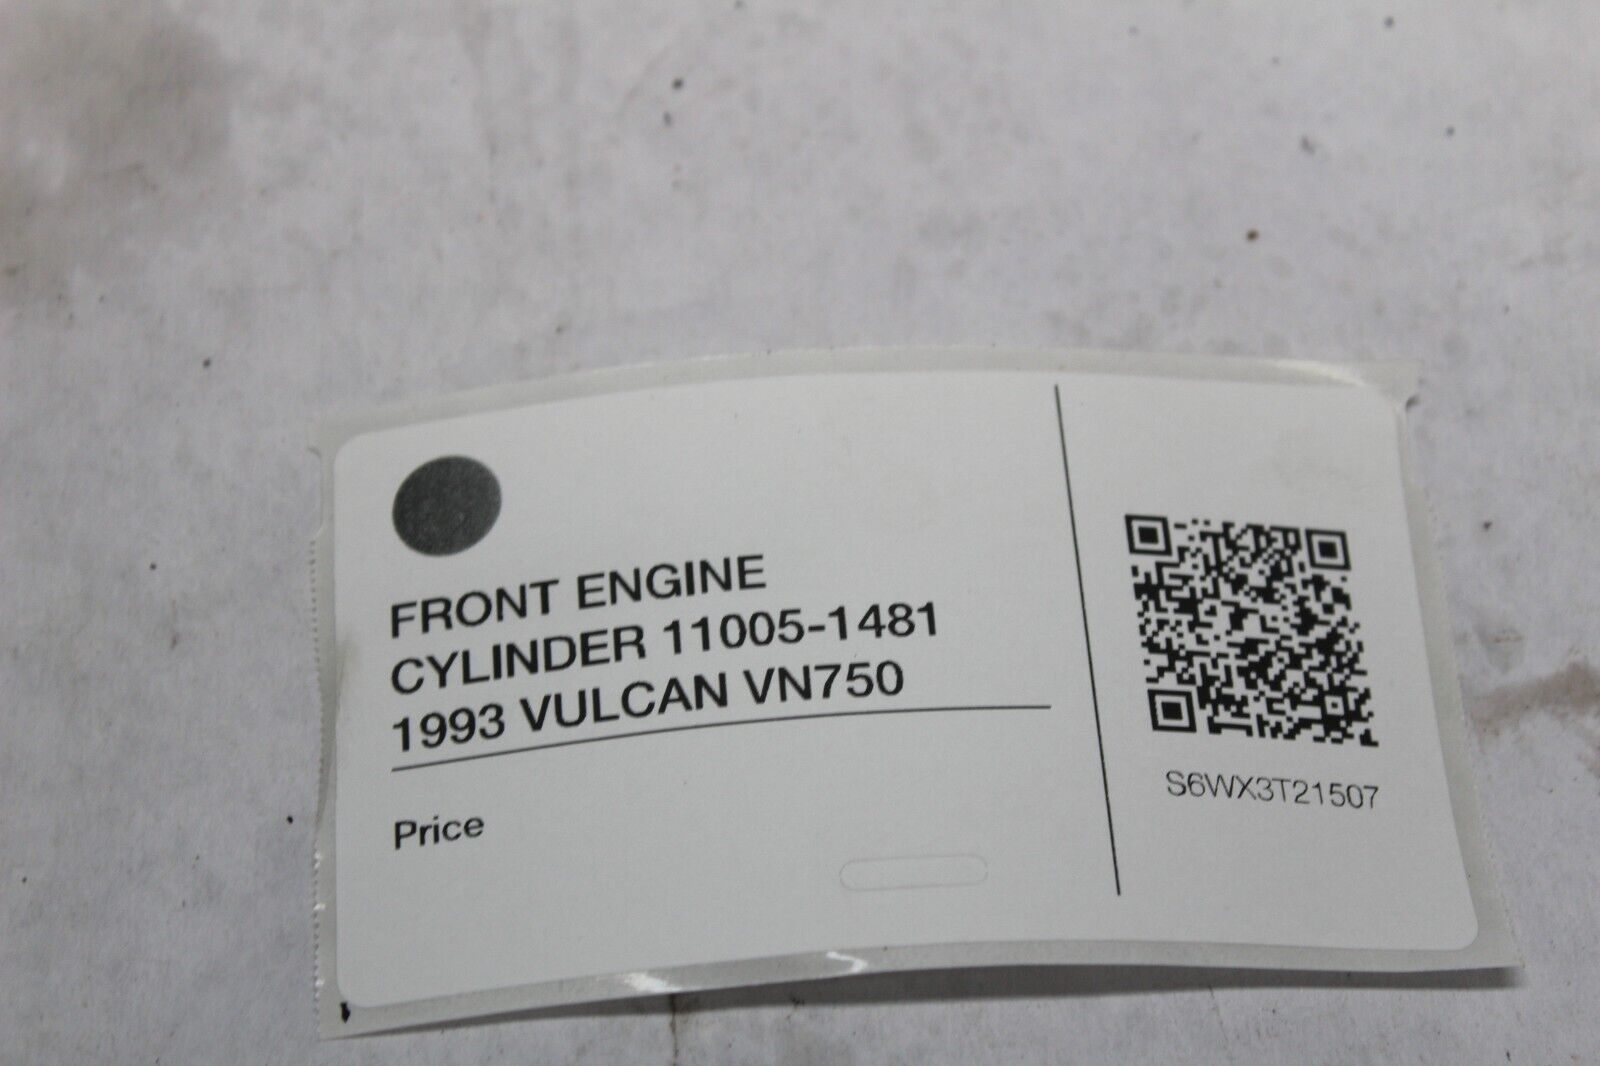 FRONT ENGINE
CYLINDER 11005-1481
1993 VULCAN VN750
Price
S6WX3T21507